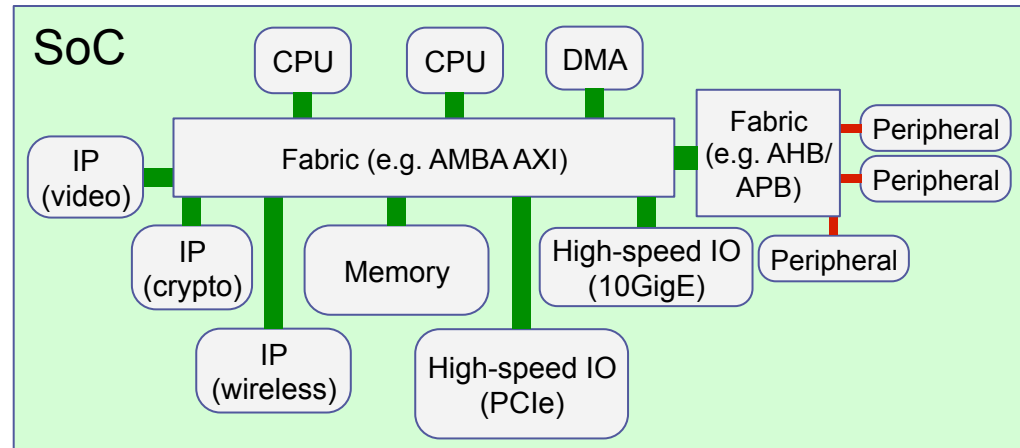 SoC
CPU
CPU
DMA
Fabric (e.g. AMBA AXI)
Fabric
(e.g. AHB/
APB)
Peripheral
Peripheral
Peripheral
IP
(video)
IP
(crypto)
IP
(wireless)
Memory
High-speed IO
(PCIe)
High-speed IO
(10GigE)